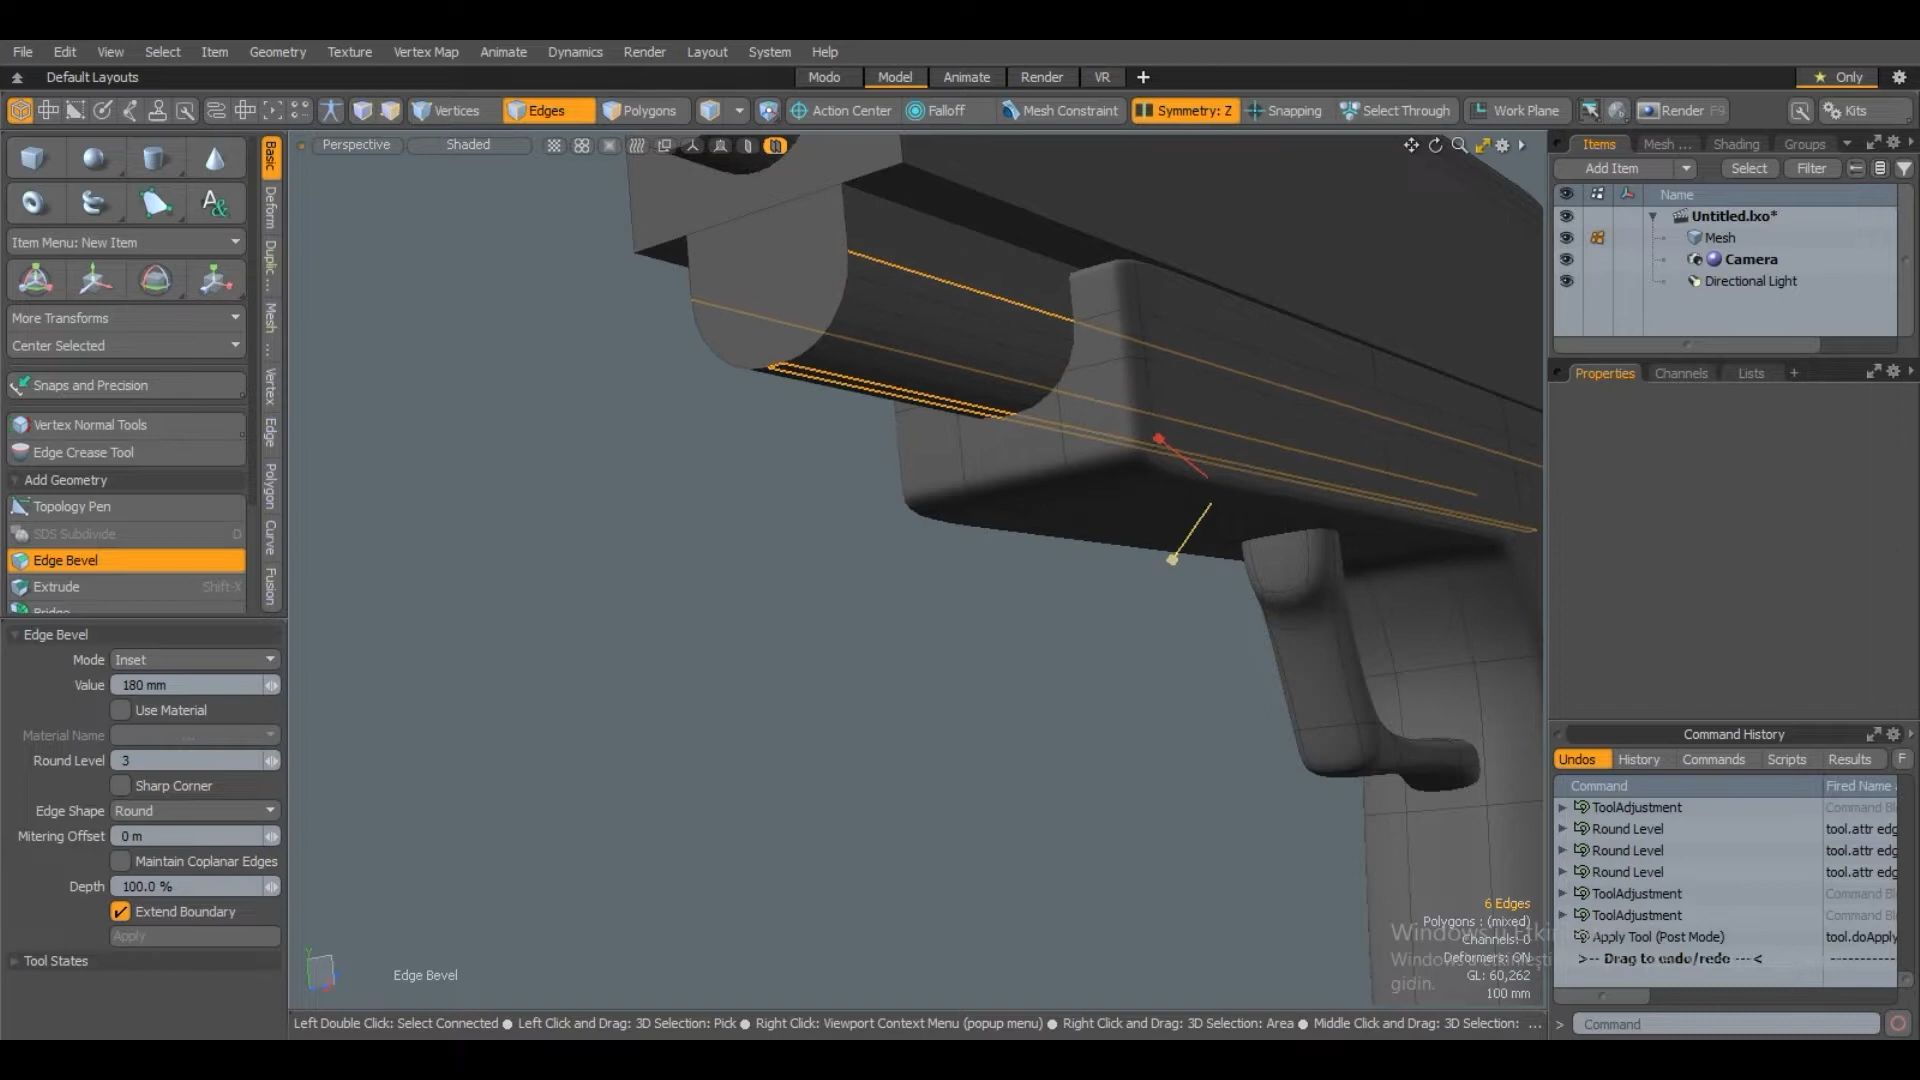 File Edit View Select Item Geometry Texture Vertex Map Animate Dynamics Render Layout System Help
Default Layouts Modo Model Animate Render VR Only
Vertices Edges Polygons Action Center Falloff Mesh Constraint Symmetry: Z Snapping Select Through Work Plane Render F9 Kits
Perspective Shaded
Basic
Deform
Duplic ...
Mesh ...
Vertex
Edge
Polygon
Curve
Fusion
Item Menu: New Item
More Transforms
Center Selected
Snaps and Precision
Vertex Normal Tools
Edge Crease Tool
Add Geometry
Topology Pen
SDS Subdivide D
Edge Bevel
Extrude Shift-X
Bridge
Edge Bevel
Mode Inset
Value 180 mm
Use Material
Material Name ...
Round Level 3
Sharp Corner
Edge Shape Round
Mitering Offset 0 m
Maintain Coplanar Edges
Depth 100.0 %
Extend Boundary
Apply
Tool States
Edge Bevel
6 Edges
Polygons : (mixed)
Channels: 0
Deformers: ON
GL: 60,262
100 mm
gidin.
Left Double Click: Select Connected ● Left Click and Drag: 3D Selection: Pick ● Right Click: Viewport Context Menu (popup menu) ● Right Click and Drag: 3D Selection: Area ● Middle Click and Drag: 3D Selection: ...
Items Mesh ... Shading Groups
Add Item Select Filter
Name
Untitled.lxo*
Mesh
Camera
Directional Light
Properties Channels Lists +
Command History
Undos History Commands Scripts Results F
Command Fired Name
ToolAdjustment Command Bl
Round Level tool.attr edg
Round Level tool.attr edg
Round Level tool.attr edg
ToolAdjustment Command Bl
ToolAdjustment Command Bl
Apply Tool (Post Mode) tool.doApply
>-- Drag to undo/redo ---<
> Command